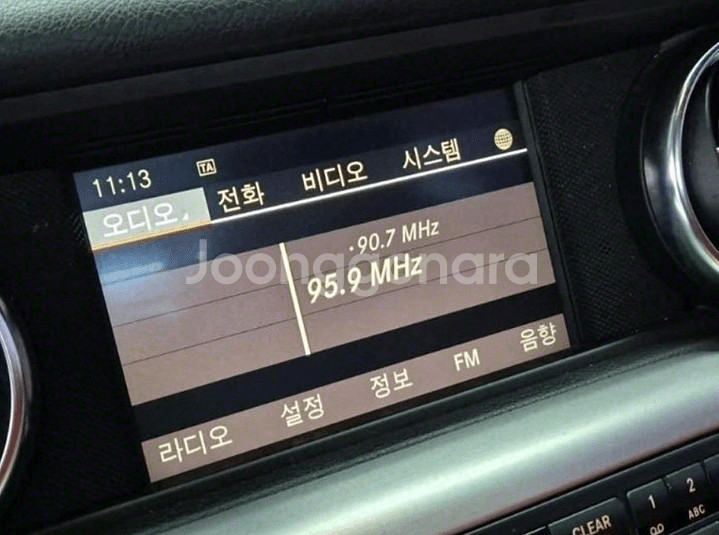 11:13 TA
오디오 전화 비디오 시스템
·90.7 MHz
95.9 MHz
Joonggonara
라디오 설정 정보 FM 음향
CLEAR 1 2 ABC